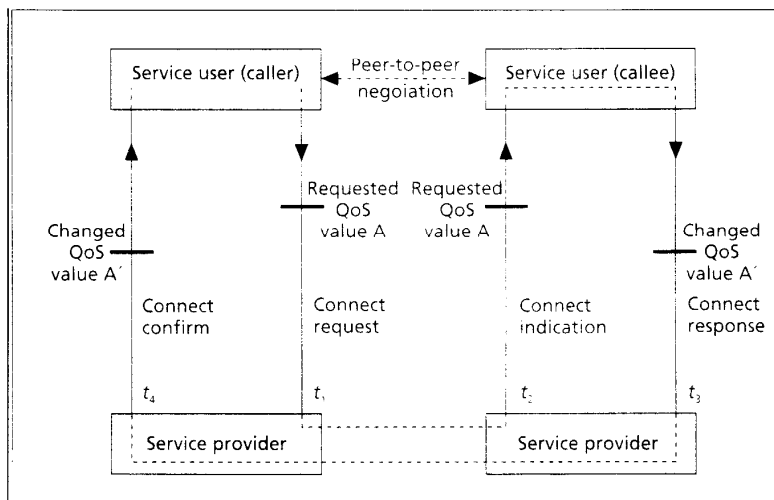 Service user (caller)
Peer-to-peer
negoiation
Service user (callee)
Requested
QoS
value A
Requested
QoS
value A
Changed
QoS
value A´
Changed
QoS
value A´
Connect
confirm
Connect
request
Connect
indication
Connect
response
t₄
t₁
t₂
t₃
Service provider
Service provider